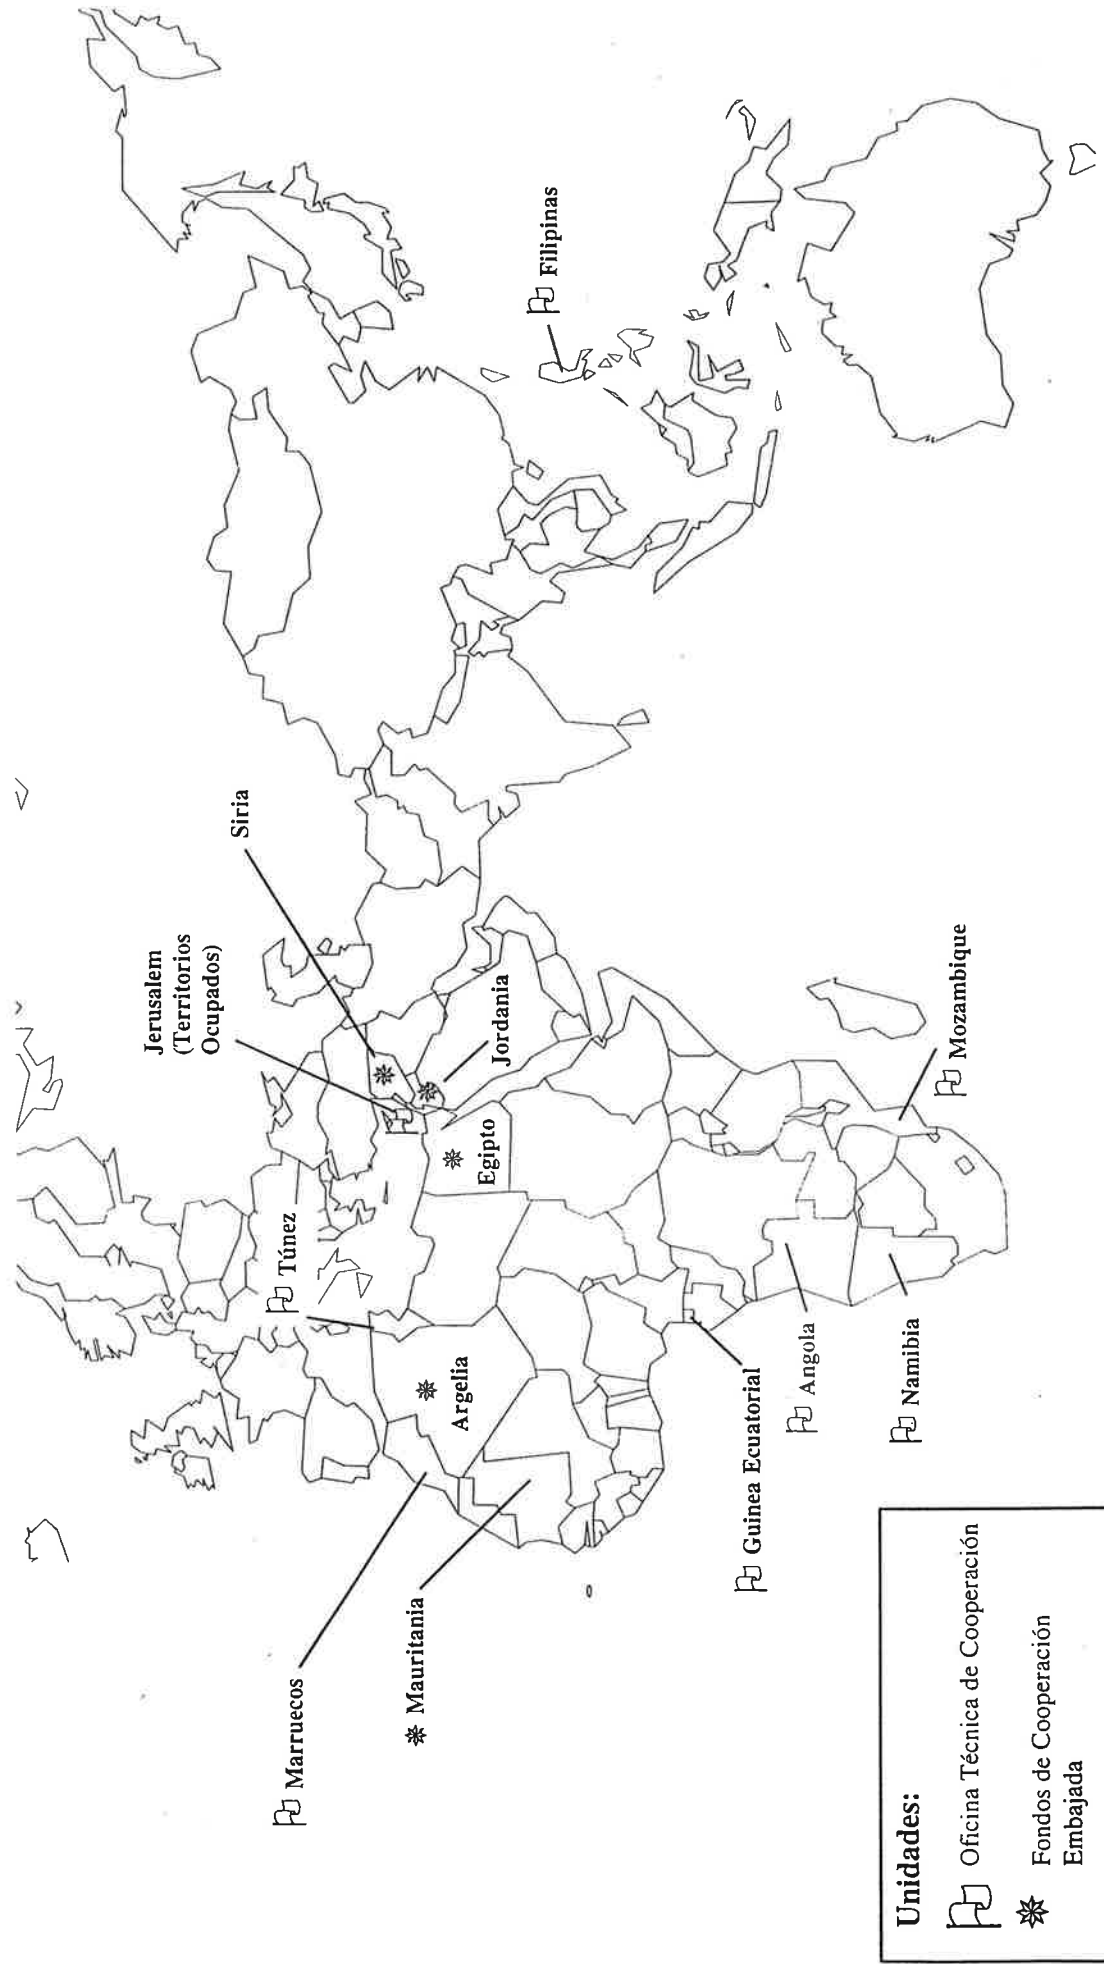 Siria
Jerusalem
(Territorios
Ocupados)
Filipinas
Túnez
Jordania
Egipto
Argelia
Marruecos
Mauritania
Mozambique
Guinea Ecuatorial
Angola
Namibia
Unidades:
Oficina Técnica de Cooperación
Fondos de Cooperación
Embajada